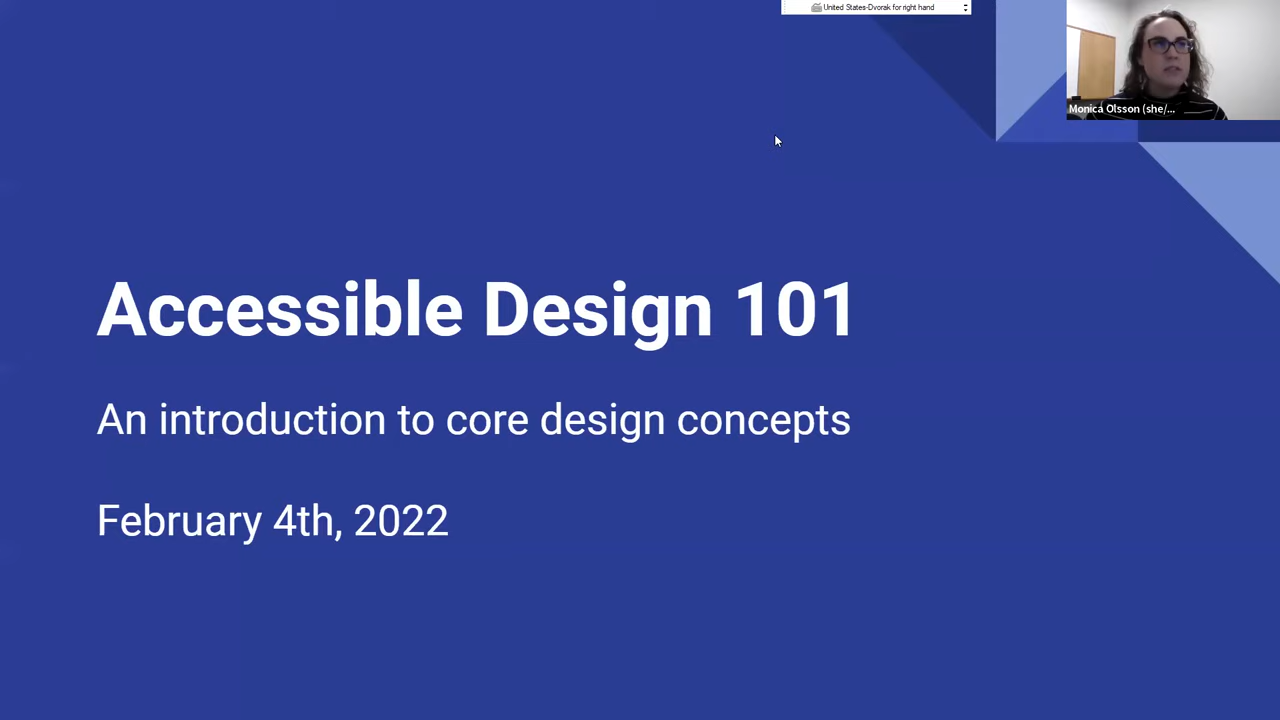 United States-Dvorak for right hand
Monica Olsson (she/...
Accessible Design 101
An introduction to core design concepts
February 4th, 2022